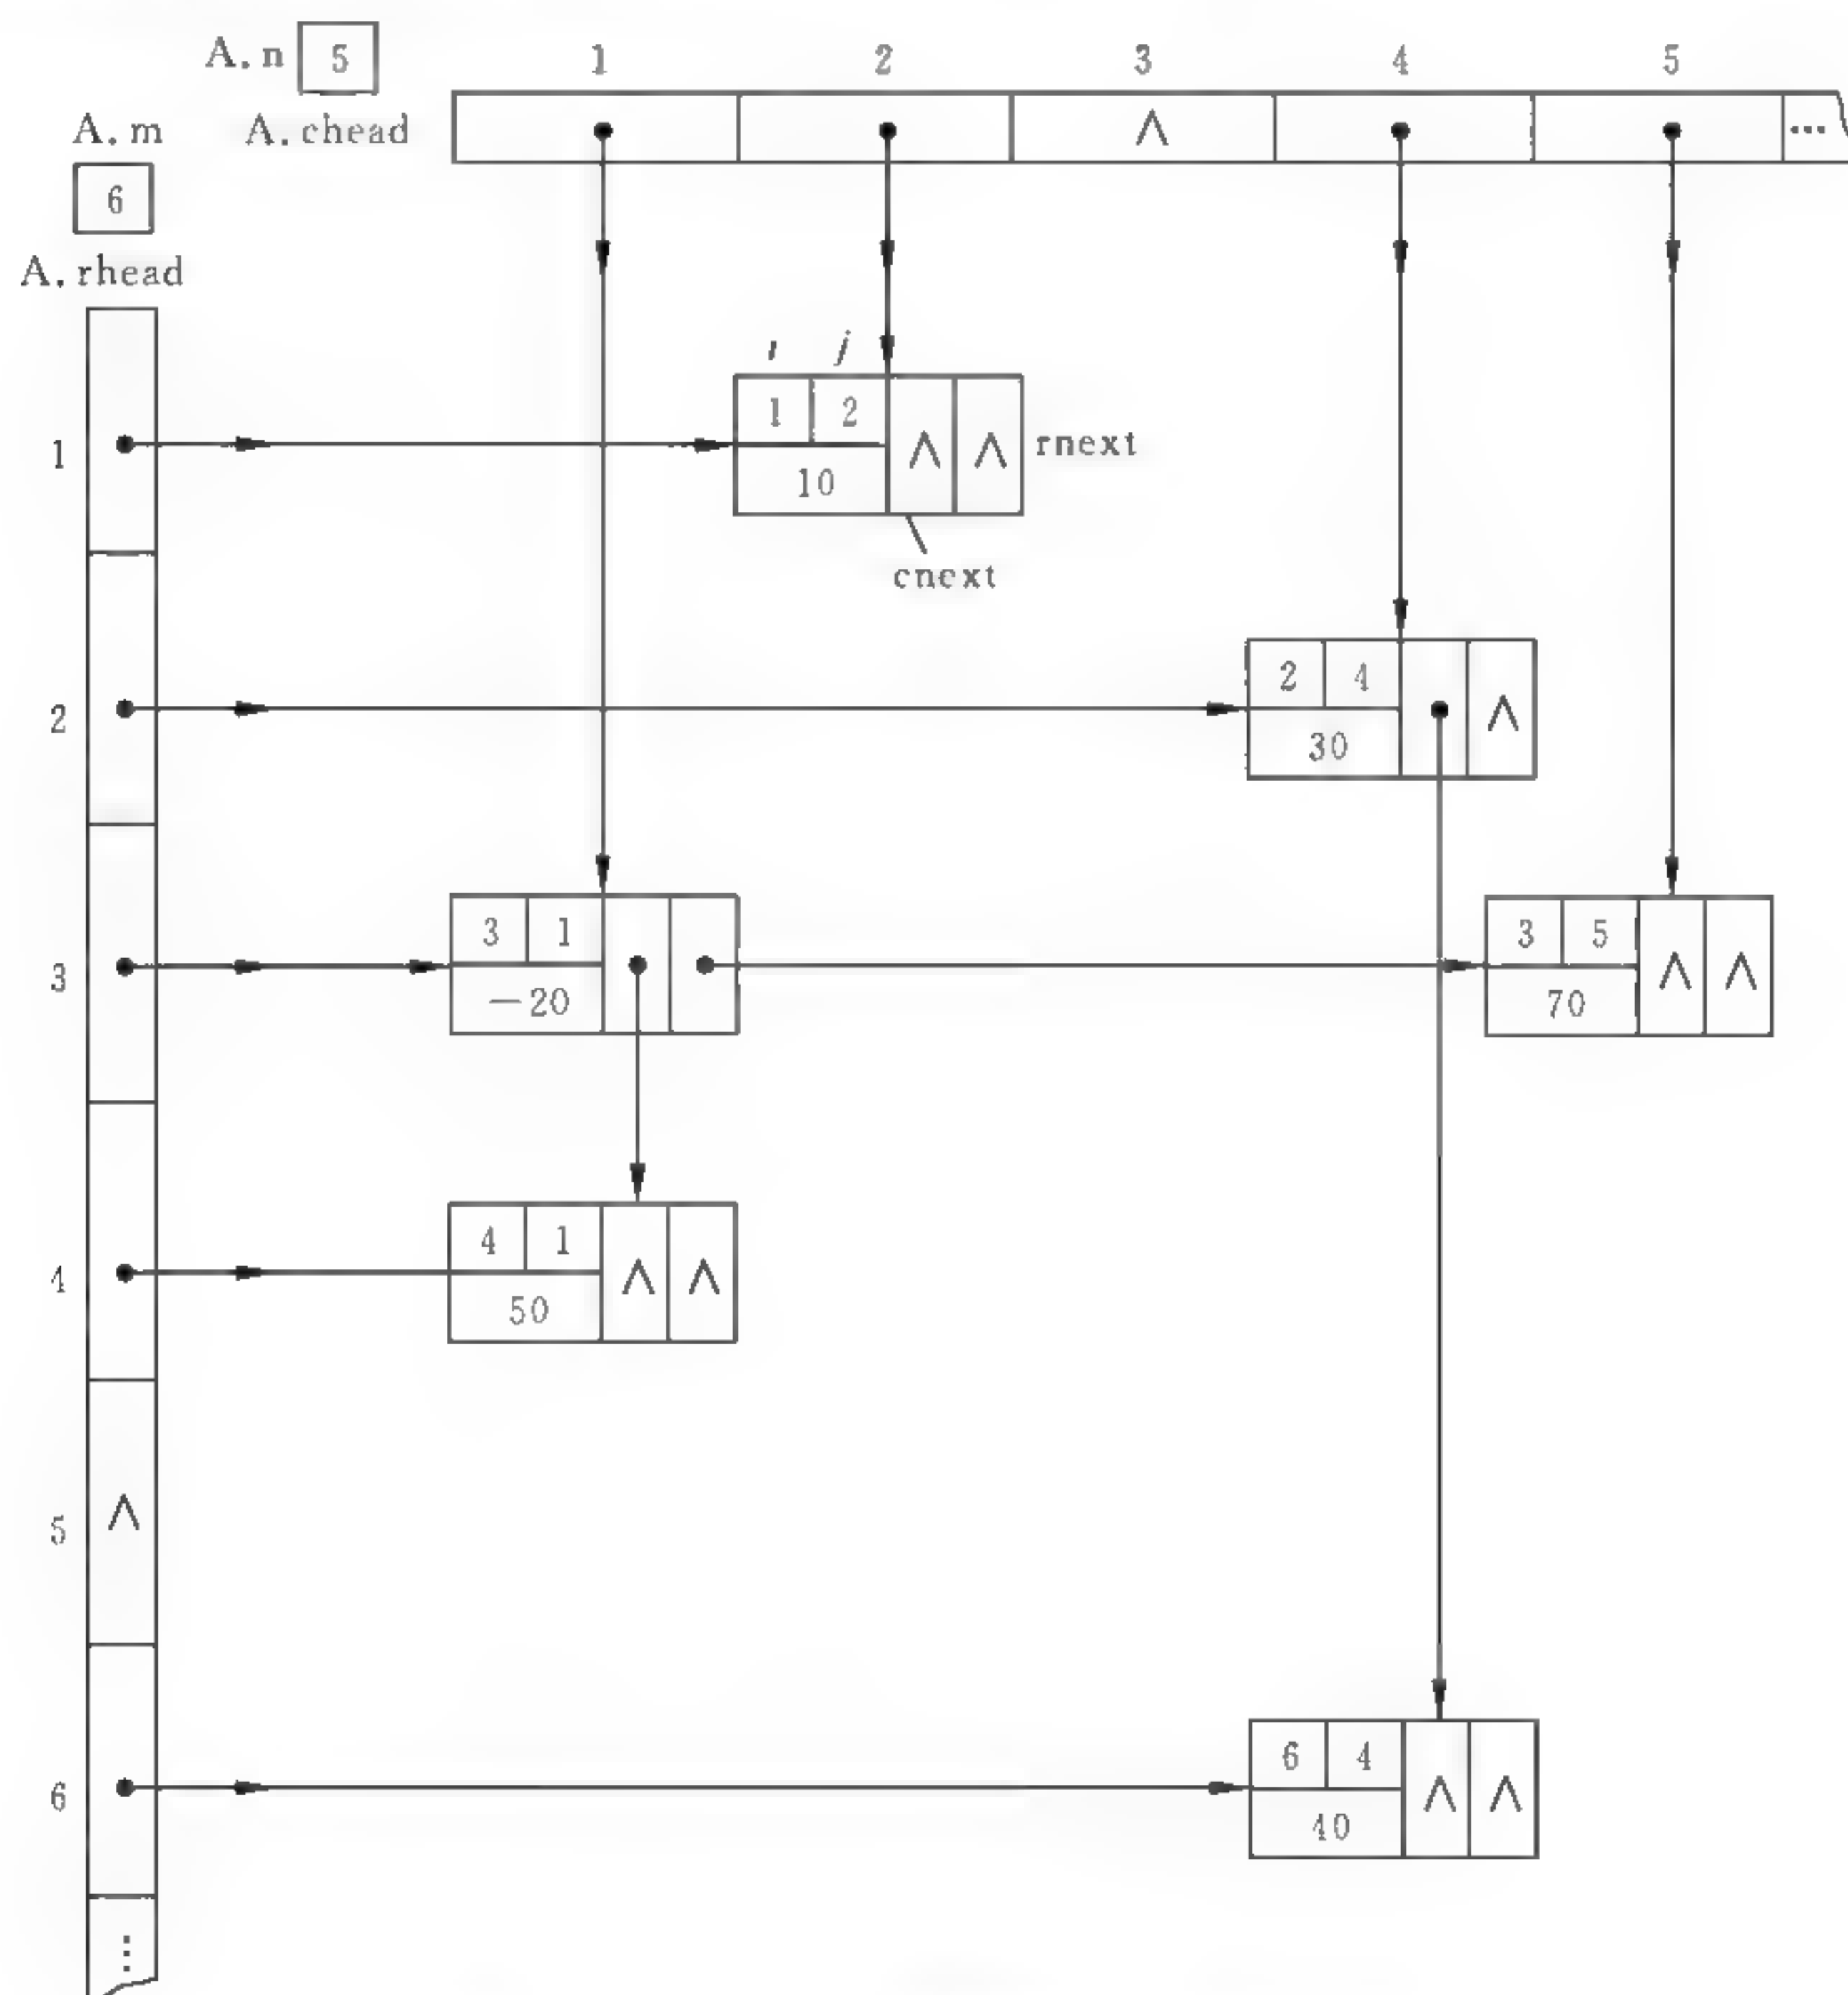 A.n 5 1 2 3 4 5
A.m A.chead ∧ ...
6
A.rhead
i j
1 2
1 ∧ ∧ rnext
10
cnext
2 4
2 ∧
30
3 1 3 5
3 ∧ ∧
−20 70
4 1
4 ∧ ∧
50
5 ∧
6 4
6 ∧ ∧
40
⋮